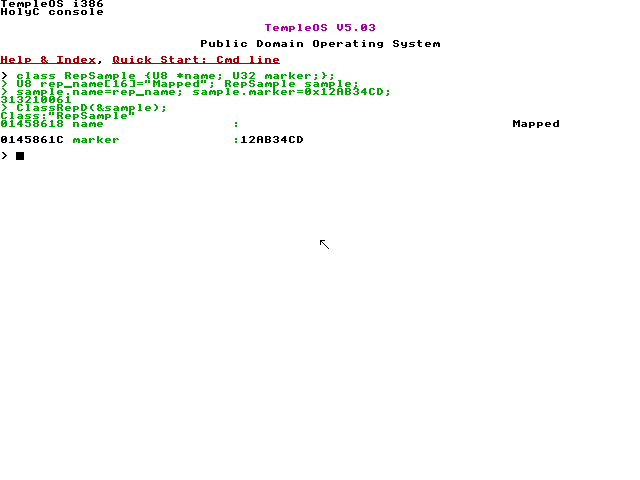 TempleOS i386
HolyC console
TempleOS V5.03
Public Domain Operating System
Help & Index, Quick Start: Cmd line
> class RepSample {U8 *name; U32 marker;};
> U8 rep_name[16]="Mapped"; RepSample sample;
> sample.name=rep_name; sample.marker=0x12AB34CD;
313210061
> ClassRepD(&sample);
Class:"RepSample"
01458618 name :Mapped
0145861C marker :12AB34CD
>